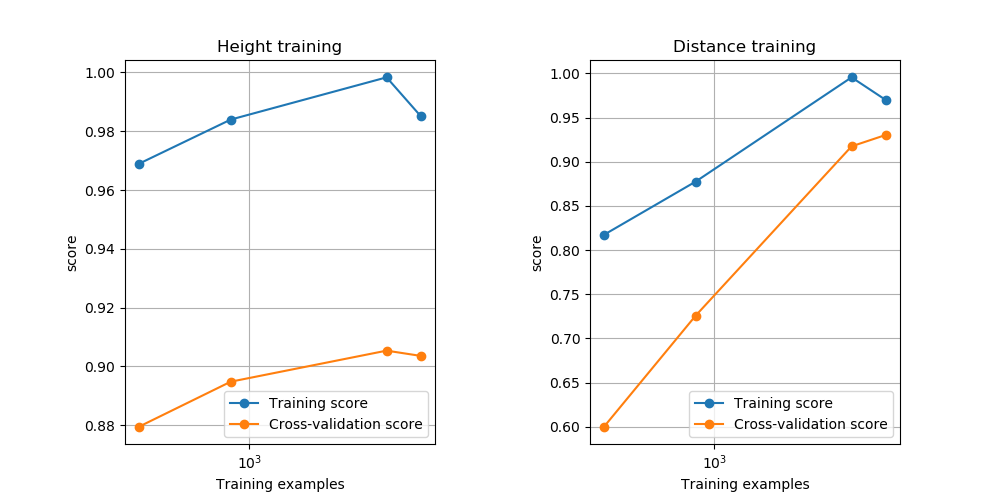 Height training
1.00
0.98
0.96
0.94
0.92
0.90
0.88
score
10^3
Training examples
Training score
Cross-validation score
Distance training
1.00
0.95
0.90
0.85
0.80
0.75
0.70
0.65
0.60
score
10^3
Training examples
Training score
Cross-validation score